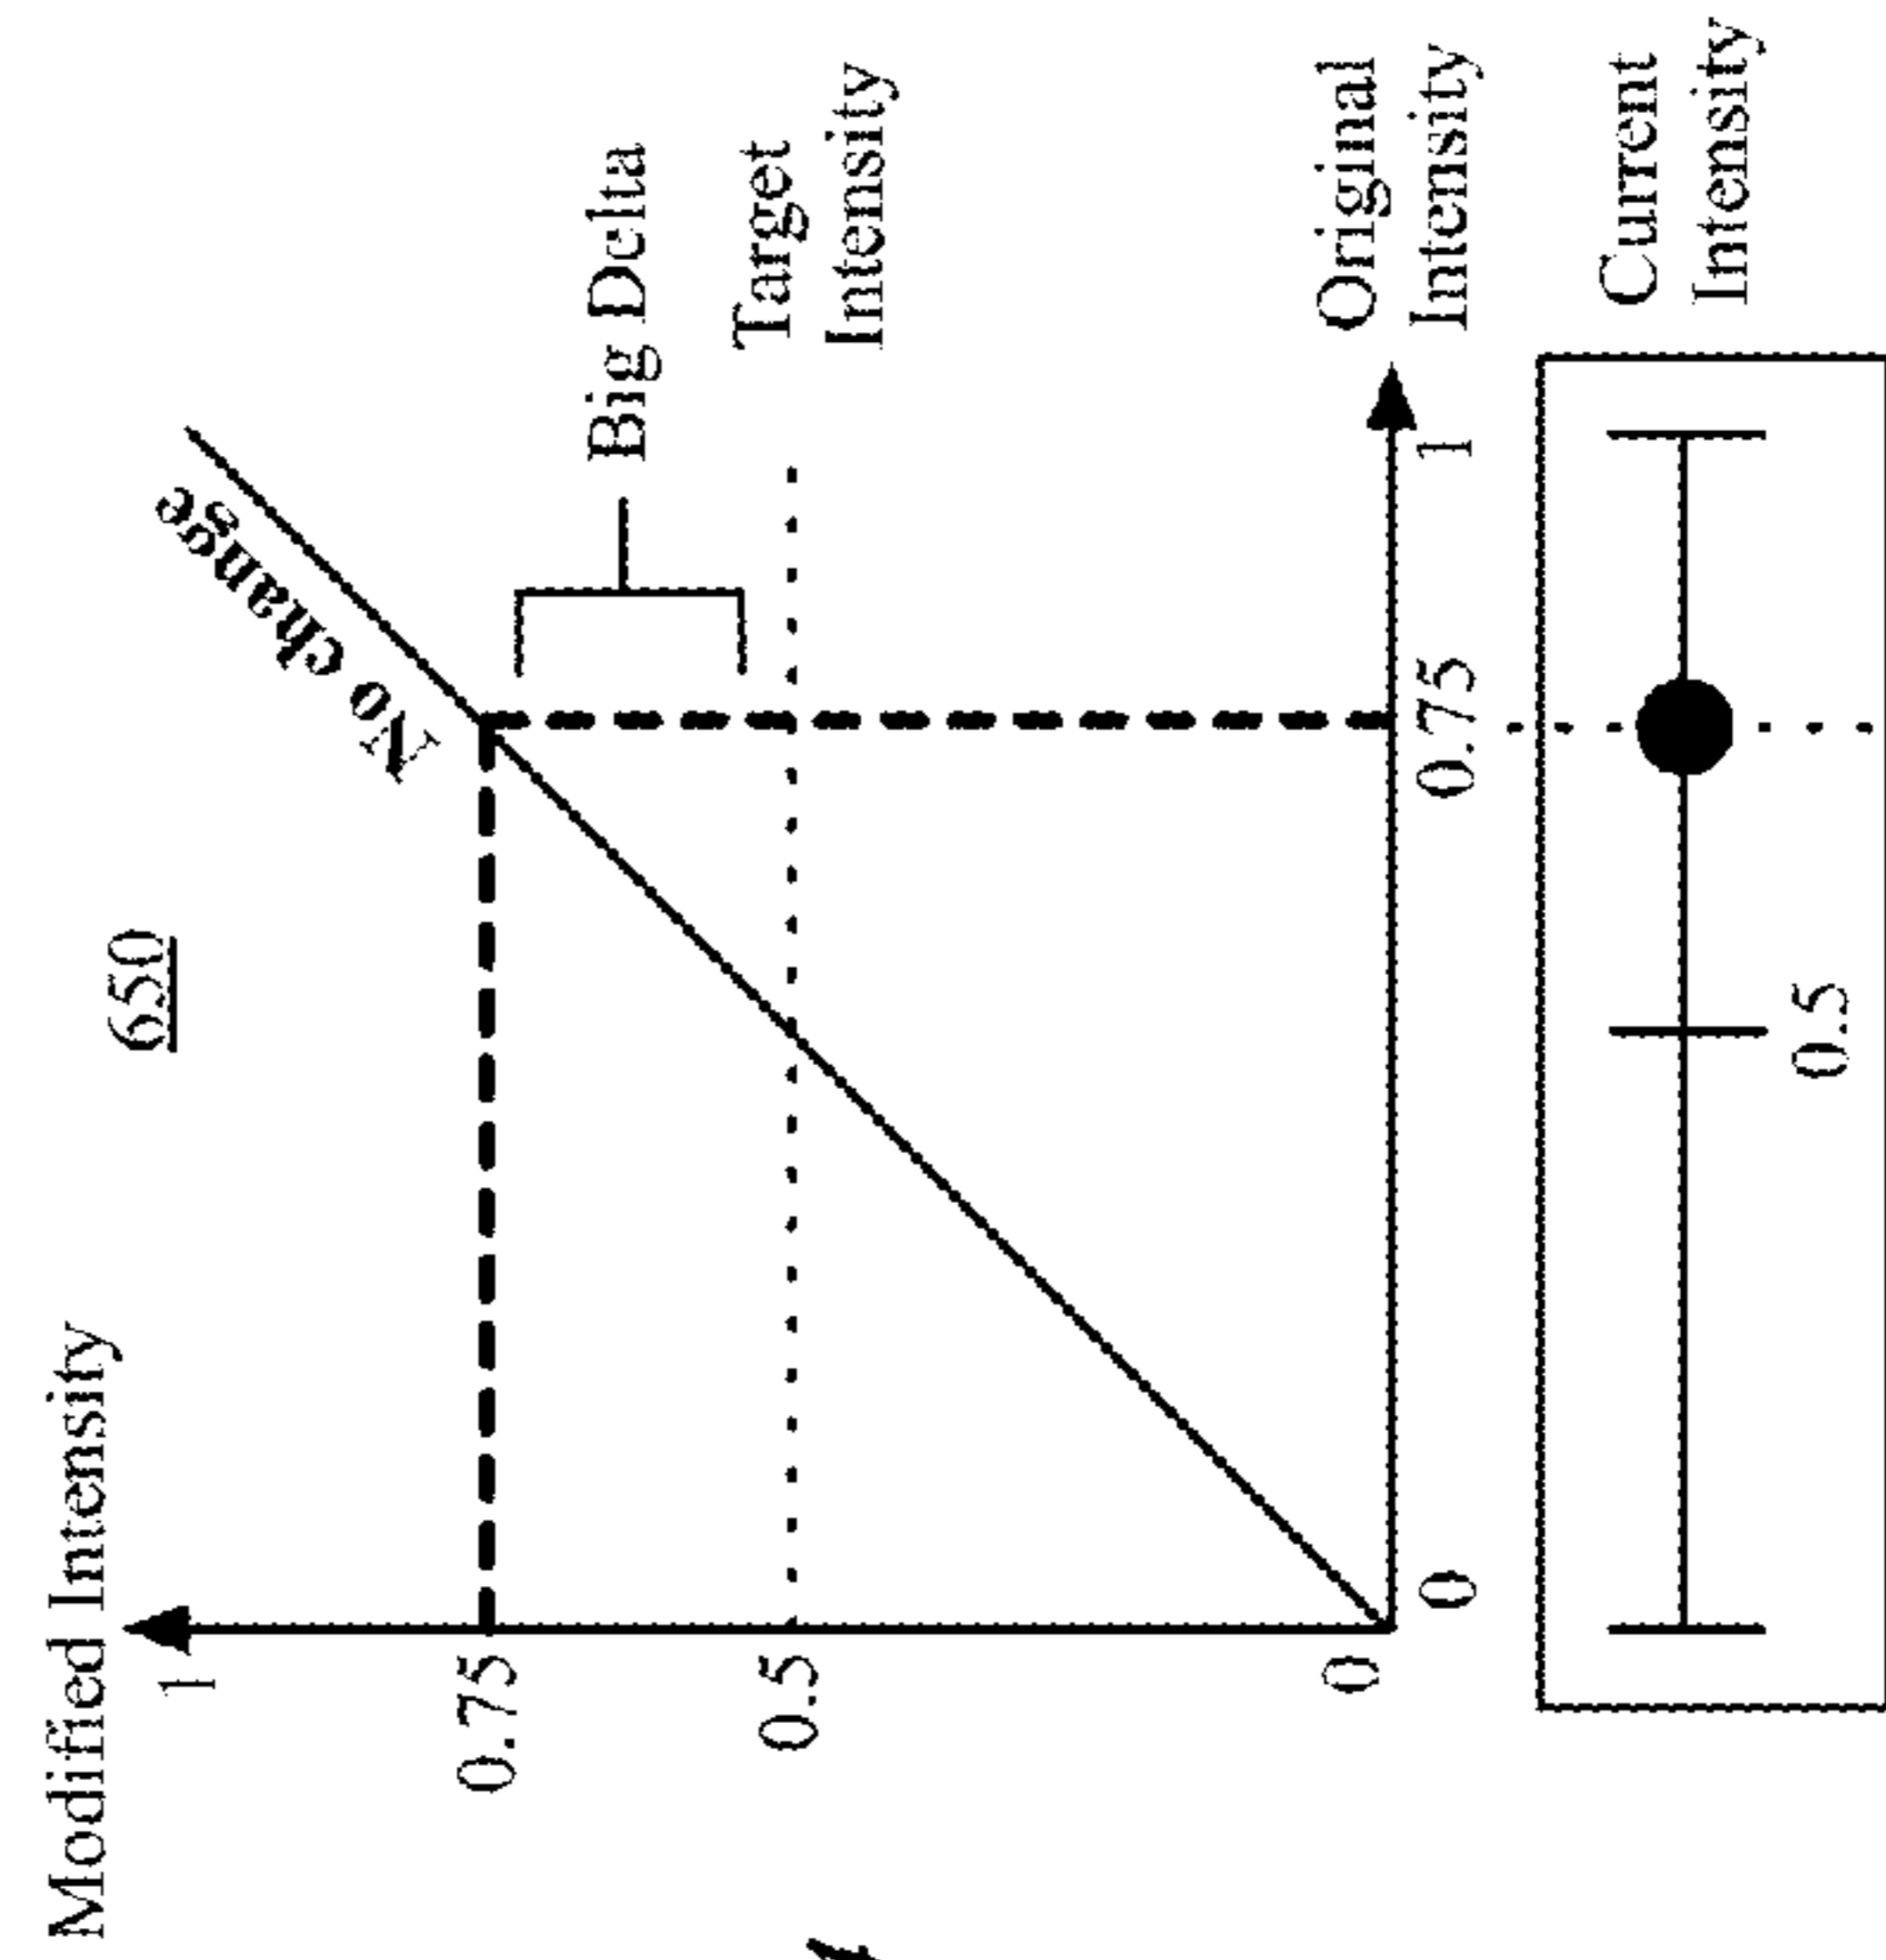 650
Modified Intensity
1
0.75
0.5
0
No change
Big Delta
Target
Intensity
0
0.75
1
Original
Intensity
Current
Intensity
0.5